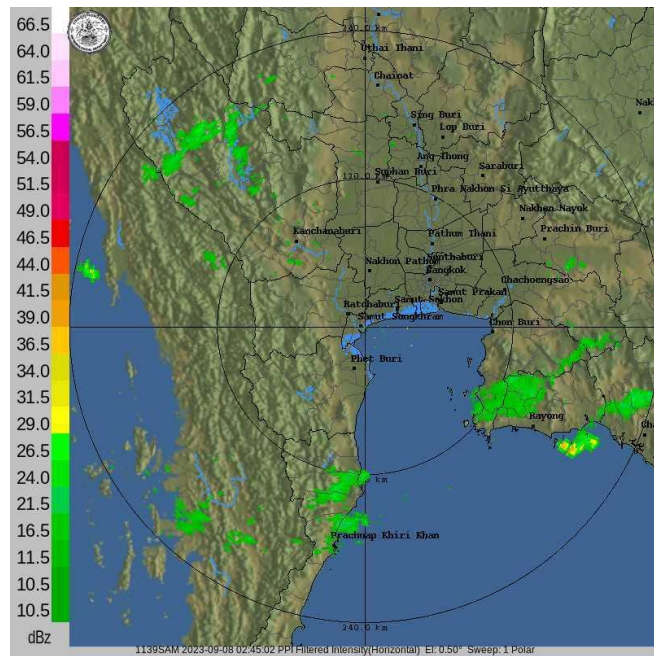 66.5
64.0
61.5
59.0
56.5
54.0
51.5
49.0
46.5
44.0
41.5
39.0
36.5
34.0
31.5
29.0
26.5
24.0
21.5
16.5
11.5
10.5
10.5
dBz
240.0 k
Uthai Thani
Chainat
Sing Buri
Lop Buri
Nak
Ang Thong
Saraburi
Suphan Buri
120.0 km
Phra Nakhon Si Ayutthaya
Nakhon Nayok
Kanchanaburi
Pathum Thani
Prachin Buri
Nakhon Pathom
Nonthaburi
Bangkok
Chachoengsao
Samut Prakan
Ratchaburi
Samut Sakhon
Samut Songkhram
Chon Buri
Phet Buri
Rayong
Cha
km
Prachuap Khiri Khan
240.0 km
1139SAM 2023-09-08 02:45:02 PPI Filtered Intensity(Horizontal) El: 0.50° Sweep: 1 Polar